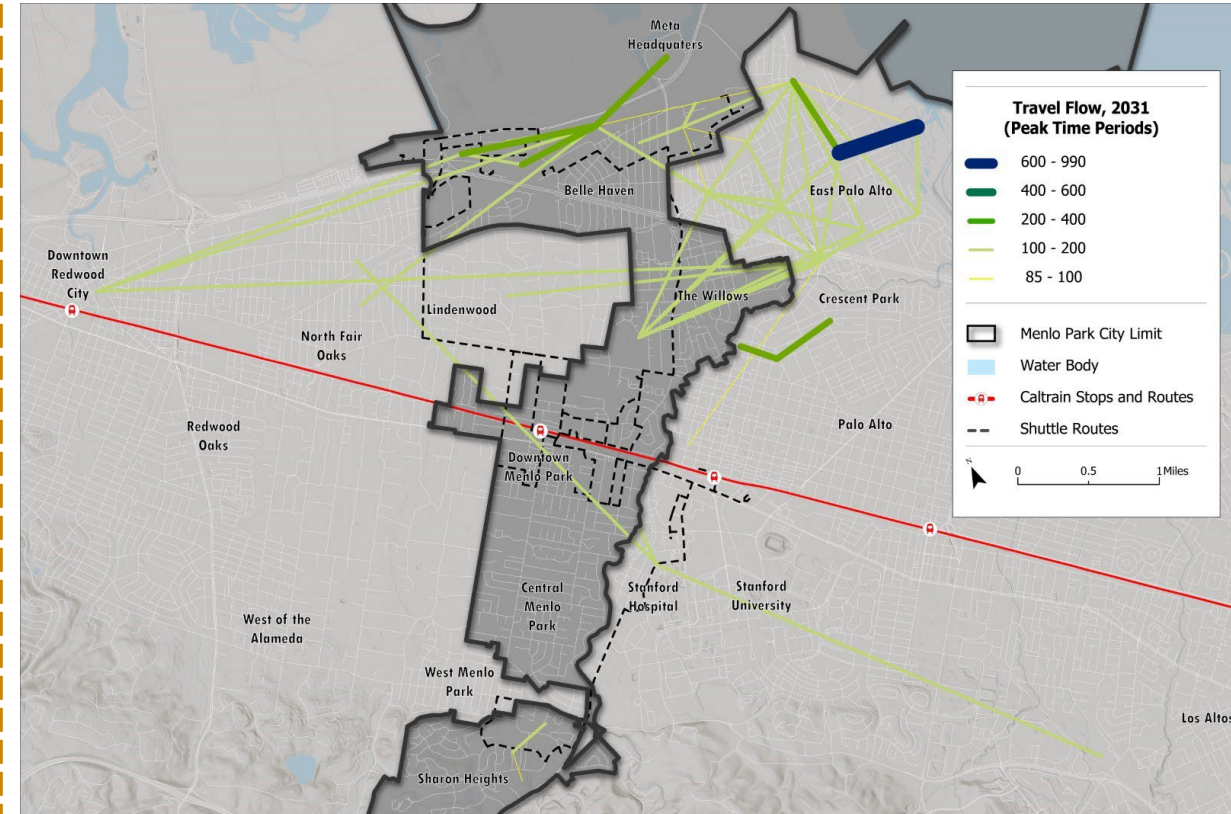 Meta
Headquaters
Belle Haven
East Palo Alto
Downtown
Redwood
City
Lindenwood
The Willows
Crescent Park
North Fair
Oaks
Redwood
Oaks
Palo Alto
Downtown
Menlo Park
Central
Menlo
Park
Stanford
Hospital
Stanford
University
West of the
Alameda
West Menlo
Park
Los Altos
Sharon Heights
Travel Flow, 2031
(Peak Time Periods)
600 - 990
400 - 600
200 - 400
100 - 200
85 - 100
Menlo Park City Limit
Water Body
Caltrain Stops and Routes
Shuttle Routes
N
0 0.5 1 Miles